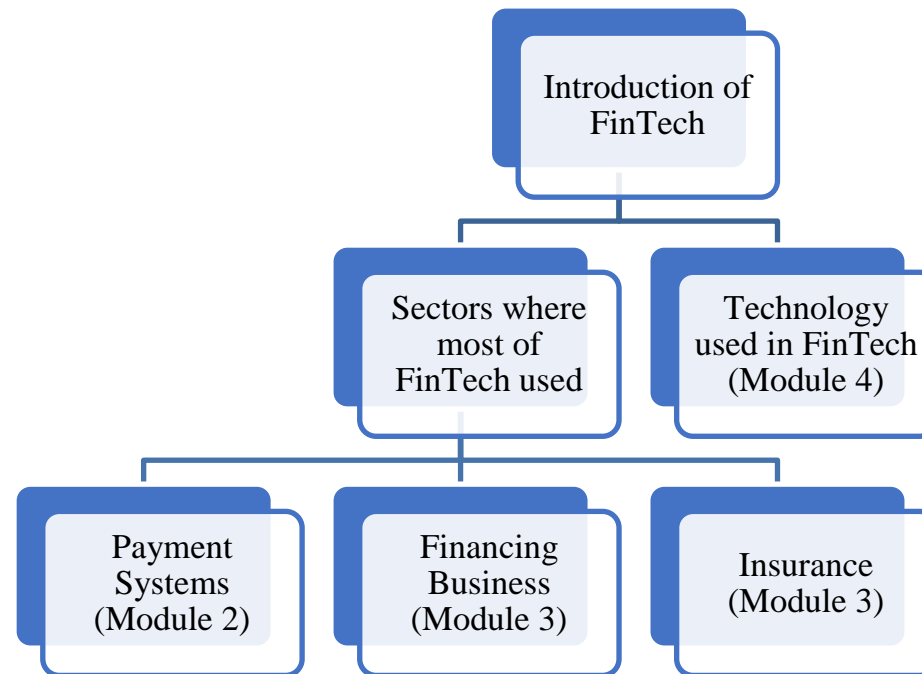 Introduction of
FinTech
Sectors where
most of
FinTech used
Technology
used in FinTech
(Module 4)
Payment
Systems
(Module 2)
Financing
Business
(Module 3)
Insurance
(Module 3)